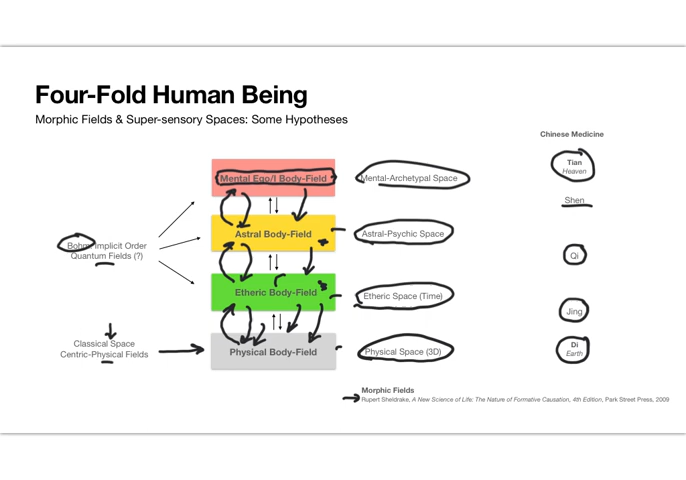 Four-Fold Human Being
Morphic Fields & Super-sensory Spaces: Some Hypotheses
Chinese Medicine
Mental Ego/I Body-Field
Mental-Archetypal Space
Tian
Heaven
Shen
Bohm Implicit Order
Quantum Fields (?)
Astral Body-Field
Astral-Psychic Space
Qi
Etheric Body-Field
Etheric Space (Time)
Jing
Classical Space
Centric-Physical Fields
Physical Body-Field
Physical Space (3D)
Di
Earth
Morphic Fields
Rupert Sheldrake, A New Science of Life: The Nature of Formative Causation, 4th Edition, Park Street Press, 2009